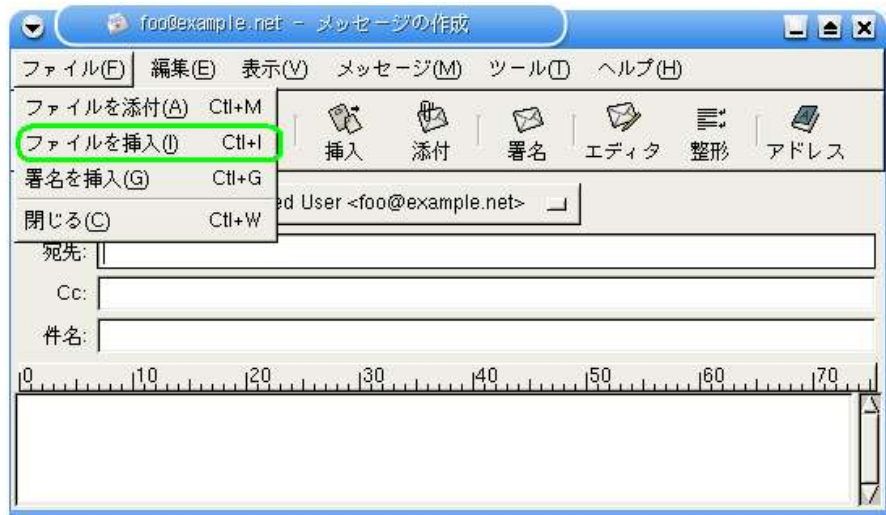 foo@example.net - メッセージの作成
ファイル(F) 編集(E) 表示(V) メッセージ(M) ツール(T) ヘルプ(H)
ファイルを添付(A) Ctl+M
ファイルを挿入(I) Ctl+I
署名を挿入(G) Ctl+G
閉じる(C) Ctl+W
挿入 添付 署名 エディタ 整形 アドレス
User <foo@example.net>
宛先:
Cc:
件名:
0 10 20 30 40 50 60 70